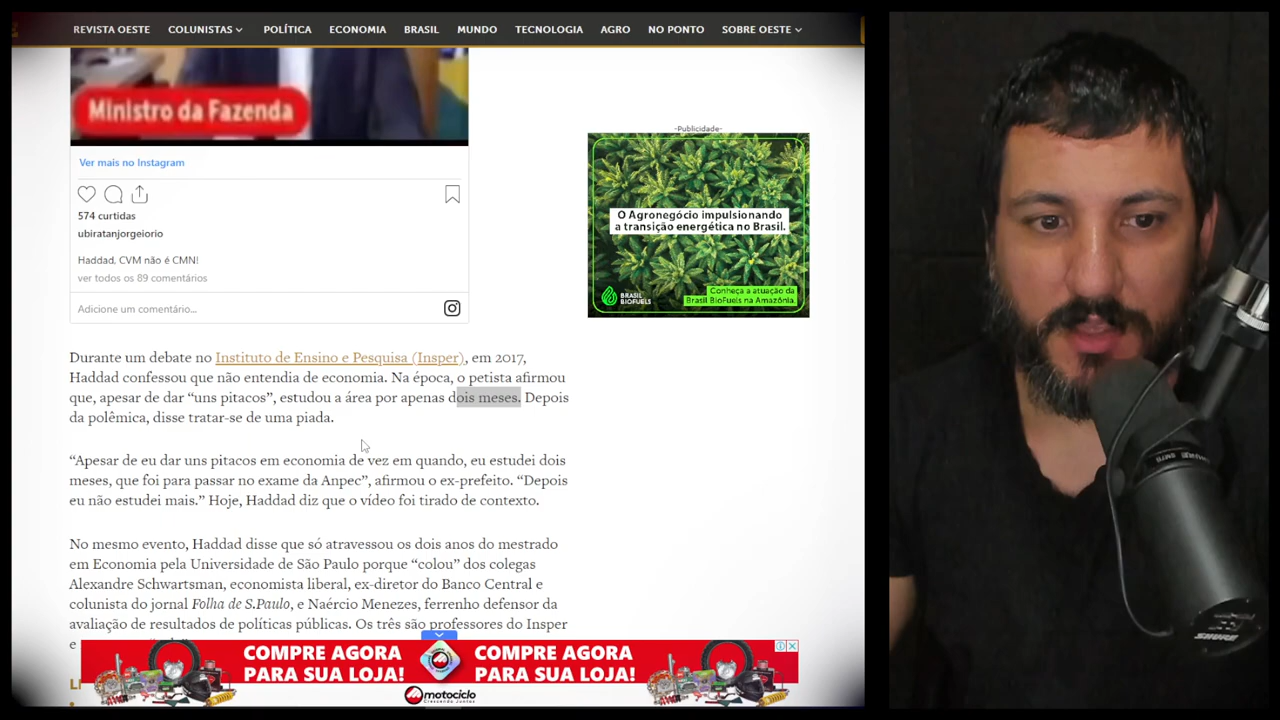 REVISTA OESTE COLUNISTAS POLÍTICA ECONOMIA BRASIL MUNDO TECNOLOGIA AGRO NO PONTO SOBRE OESTE
Ministro da Fazenda
Ver mais no Instagram
574 curtidas
ubiratanjorgeiorio
Haddad, CVM não é CMN!
ver todos os 89 comentários
Adicione um comentário...
-Publicidade-
O Agronegócio impulsionando
a transição energética no Brasil.
BRASIL
BIOFUELS
Conheça a atuação da
Brasil BioFuels na Amazônia.
Durante um debate no Instituto de Ensino e Pesquisa (Insper), em 2017,
Haddad confessou que não entendia de economia. Na época, o petista afirmou
que, apesar de dar “uns pitacos”, estudou a área por apenas dois meses. Depois
da polêmica, disse tratar-se de uma piada.
“Apesar de eu dar uns pitacos em economia de vez em quando, eu estudei dois
meses, que foi para passar no exame da Anpec”, afirmou o ex-prefeito. “Depois
eu não estudei mais.” Hoje, Haddad diz que o vídeo foi tirado de contexto.
No mesmo evento, Haddad disse que só atravessou os dois anos do mestrado
em Economia pela Universidade de São Paulo porque “colou” dos colegas
Alexandre Schwartsman, economista liberal, ex-diretor do Banco Central e
colunista do jornal Folha de S.Paulo, e Naércio Menezes, ferrenho defensor da
avaliação de resultados de políticas públicas. Os três são professores do Insper
e
COMPRE AGORA
PARA SUA LOJA!
COMPRE AGORA
PARA SUA LOJA!
motociclo
Crescendo Juntos
SHURE